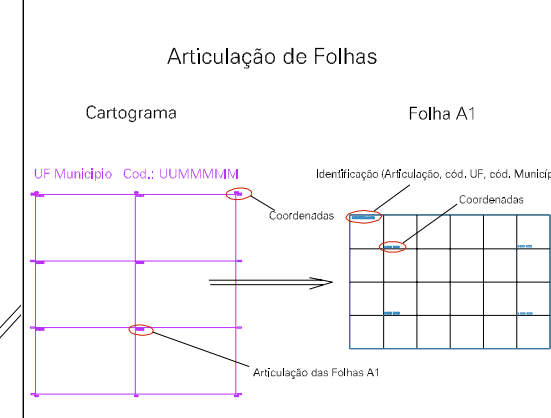 Articulação de Folhas
Cartograma
Folha A1
UF Municipio Cod.: UUMMMMM
Identificação (Articulação, cód. UF, cód. Municíp
Coordenadas
Coordenadas
Articulação das Folhas A1